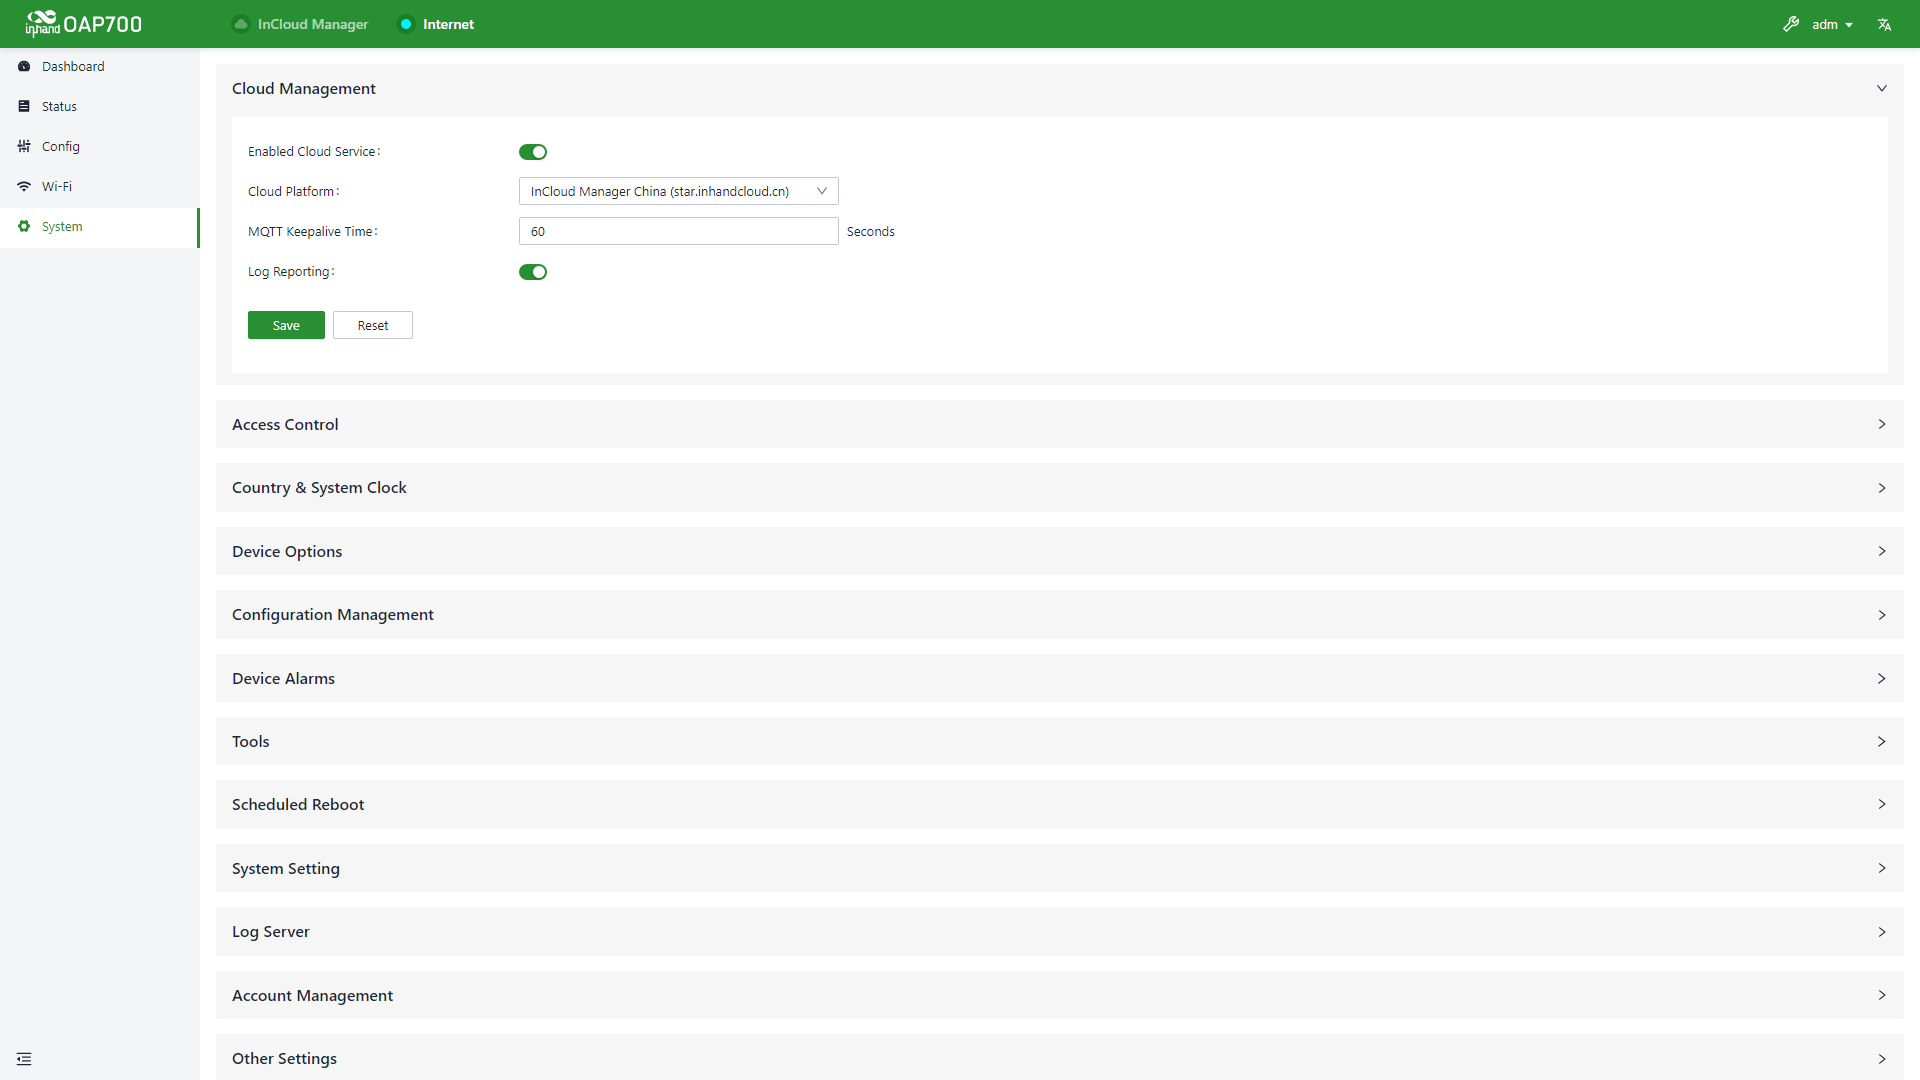 inhand OAP700
InCloud Manager
Internet
adm
Dashboard
Status
Config
Wi-Fi
System
Cloud Management
Enabled Cloud Service:
Cloud Platform:
InCloud Manager China (star.inhandcloud.cn)
MQTT Keepalive Time:
60
Seconds
Log Reporting:
Save
Reset
Access Control
Country & System Clock
Device Options
Configuration Management
Device Alarms
Tools
Scheduled Reboot
System Setting
Log Server
Account Management
Other Settings